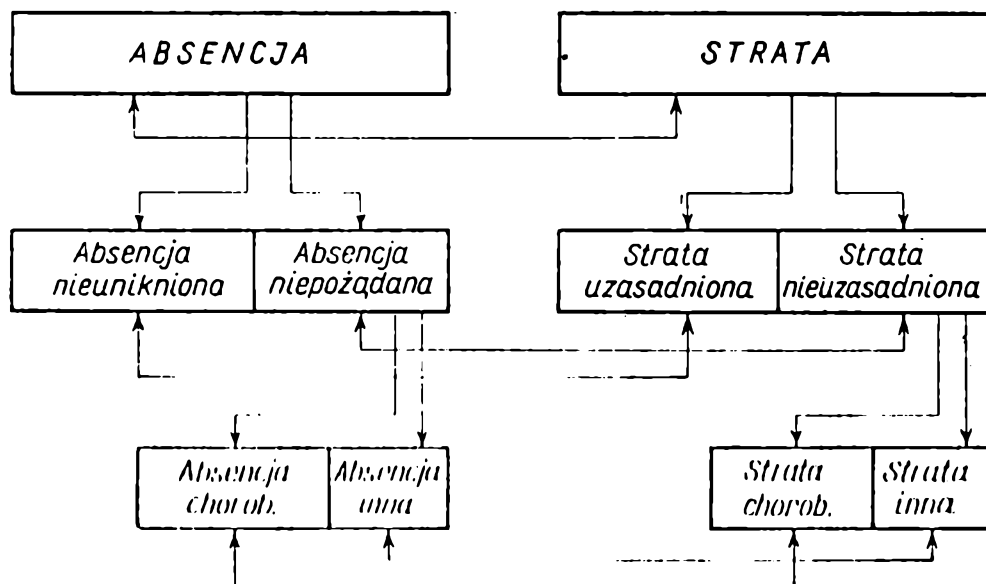 ABSENCJA
STRATA
Absencja
nieunikniona
Absencja
niepożądana
Strata
uzasadniona
Strata
nieuzasadniona
Absencja
chorob.
Absencja
inna
Strata
chorob.
Strata
inna